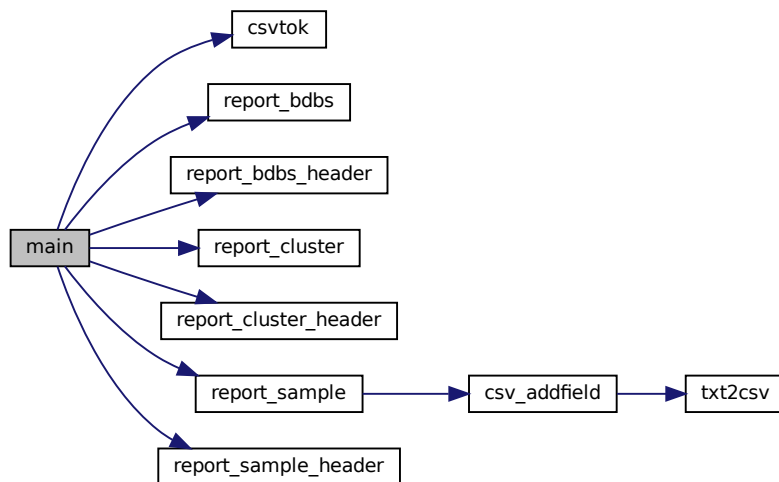 csvtok
report_bdbs
report_bdbs_header
main
report_cluster
report_cluster_header
report_sample
csv_addfield
txt2csv
report_sample_header